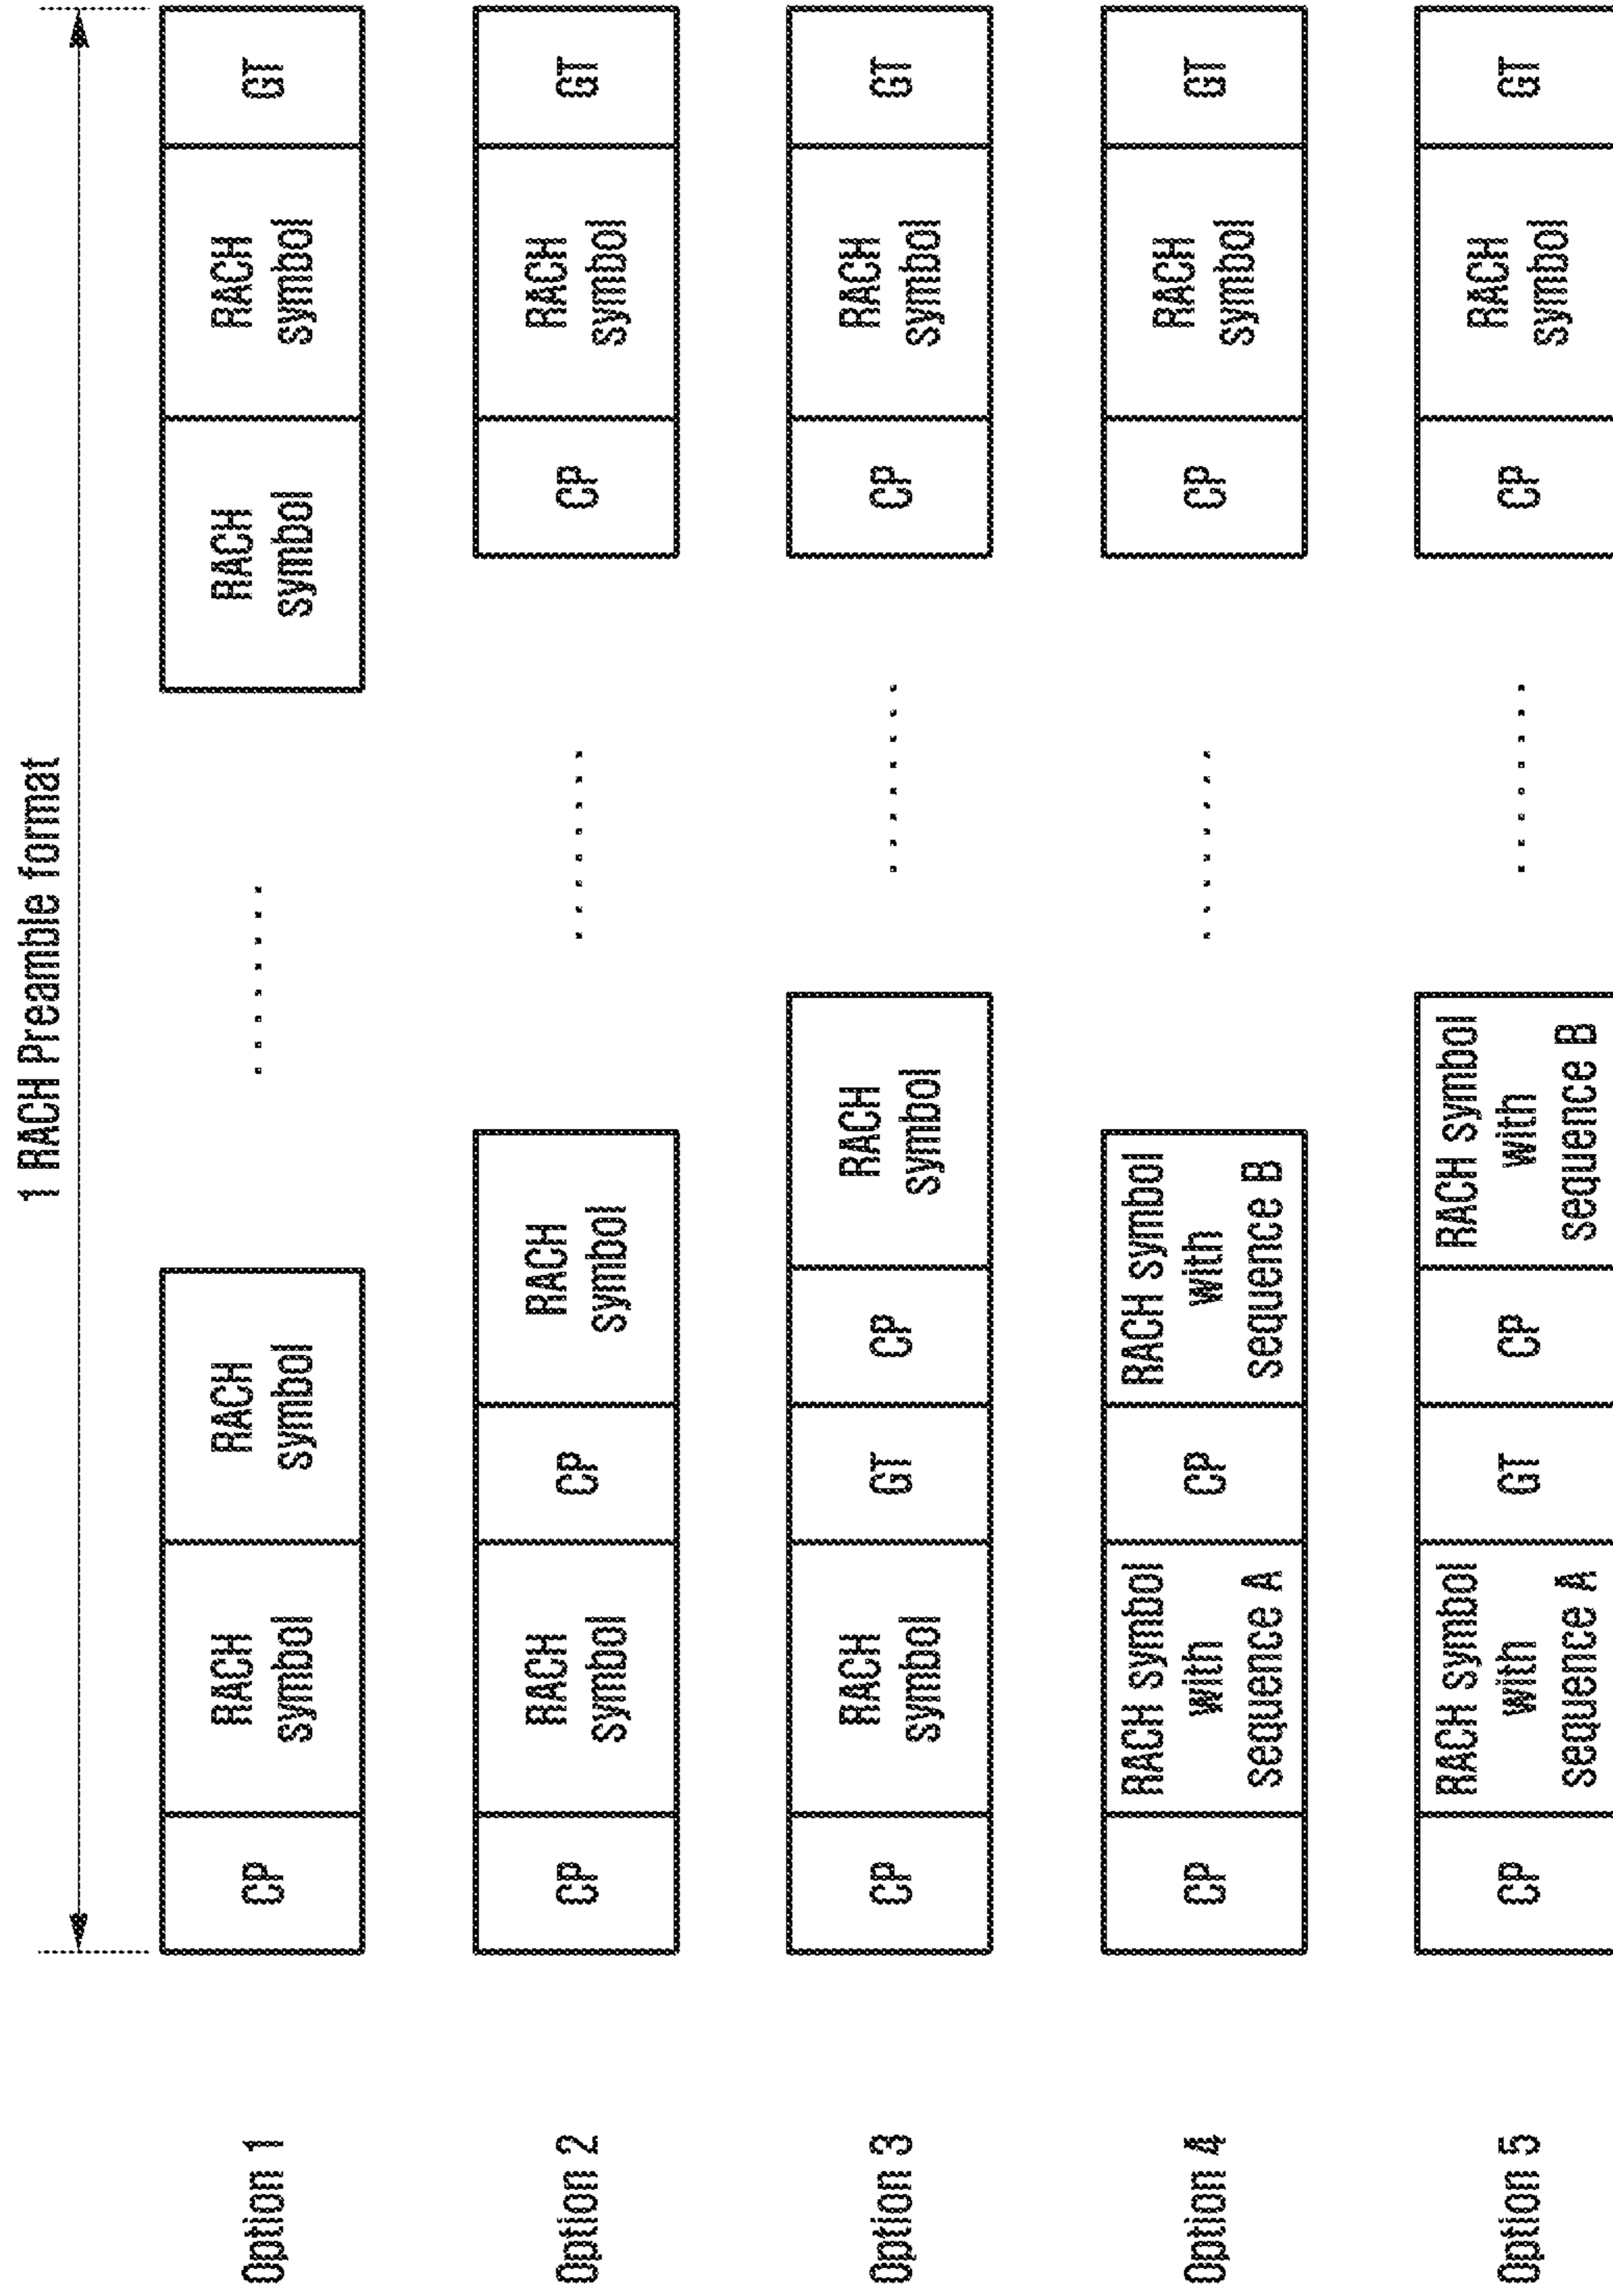 1 RACH Preamble format
Option 1
CP
RACH
symbol
RACH
symbol
RACH
symbol
RACH
symbol
GT
Option 2
CP
RACH
symbol
CP
RACH
symbol
CP
RACH
symbol
GT
Option 3
CP
RACH
symbol
GT
CP
RACH
symbol
CP
RACH
symbol
GT
Option 4
CP
RACH symbol
with
sequence A
CP
RACH symbol
with
sequence B
CP
RACH
symbol
GT
Option 5
CP
RACH symbol
with
sequence A
GT
CP
RACH symbol
with
sequence B
CP
RACH
symbol
GT